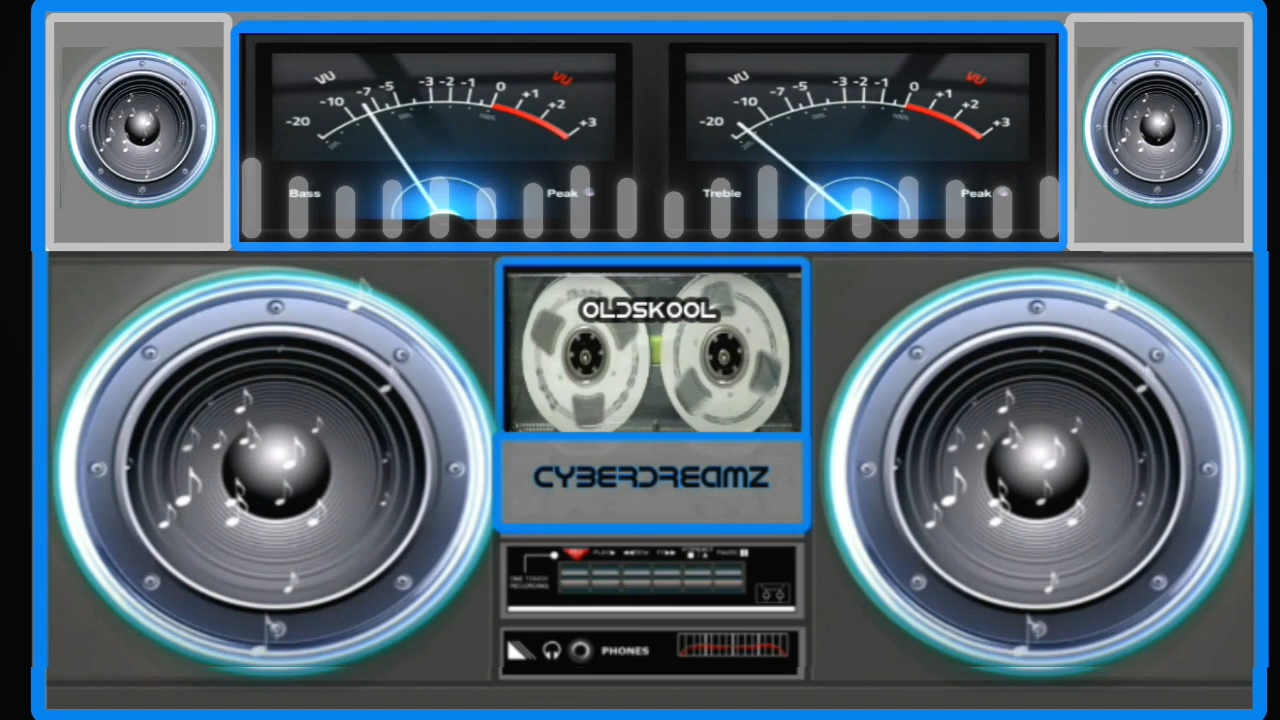 VU VU
-20 -10 -7 -5 -3 -2 -1 0 +1 +2 +3
100%
Bass Peak
VU VU
-20 -10 -7 -5 -3 -2 -1 0 +1 +2 +3
100%
Treble Peak
OLDSKOOL
CYBERDREAMZ
PLAY
PAUSE
ONE TOUCH
RECORDING
PHONES